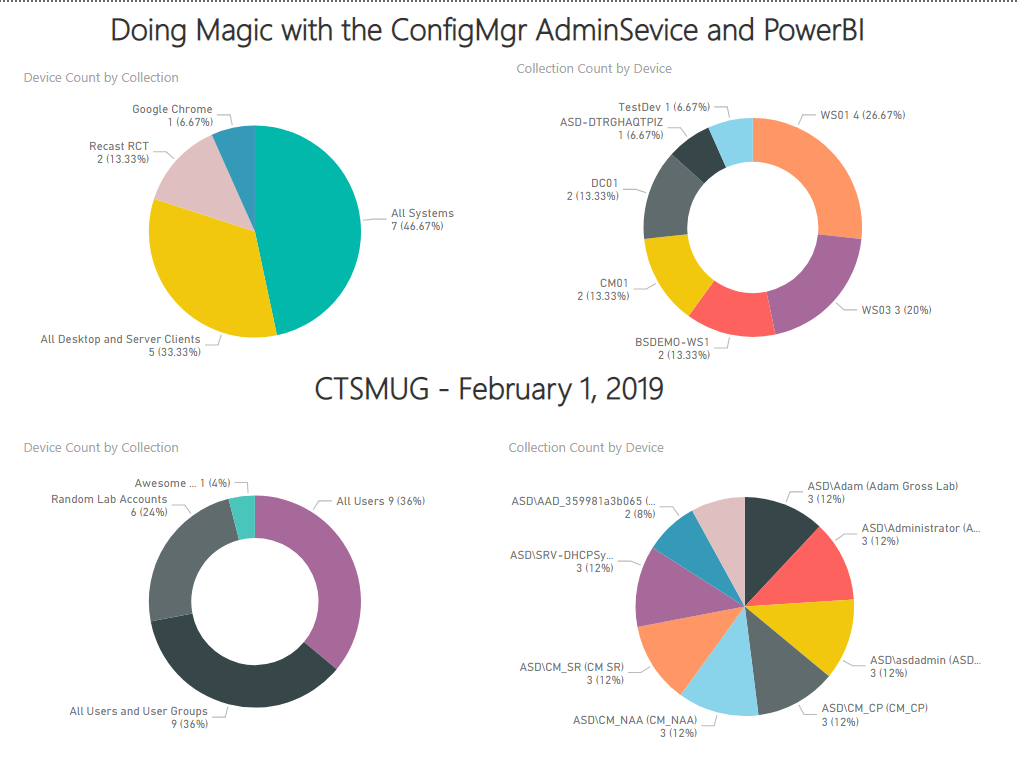 Doing Magic with the ConfigMgr AdminSevice and PowerBI
Device Count by Collection
Google Chrome
1 (6.67%)
Recast RCT
2 (13.33%)
All Systems
7 (46.67%)
All Desktop and Server Clients
5 (33.33%)
Collection Count by Device
TestDev 1 (6.67%)
ASD-DTRGHAQTPIZ
1 (6.67%)
WS01 4 (26.67%)
DC01
2 (13.33%)
CM01
2 (13.33%)
WS03 3 (20%)
BSDEMO-WS1
2 (13.33%)
CTSMUG - February 1, 2019
Device Count by Collection
Awesome ... 1 (4%)
Random Lab Accounts
6 (24%)
All Users 9 (36%)
All Users and User Groups
9 (36%)
Collection Count by Device
ASD\Adam (Adam Gross Lab)
3 (12%)
ASD\AAD_359981a3b065 (...
2 (8%)
ASD\Administrator (A...
3 (12%)
ASD\SRV-DHCPSy...
3 (12%)
ASD\asdadmin (ASD...
3 (12%)
ASD\CM_SR (CM SR)
3 (12%)
ASD\CM_CP (CM_CP)
3 (12%)
ASD\CM_NAA (CM_NAA)
3 (12%)